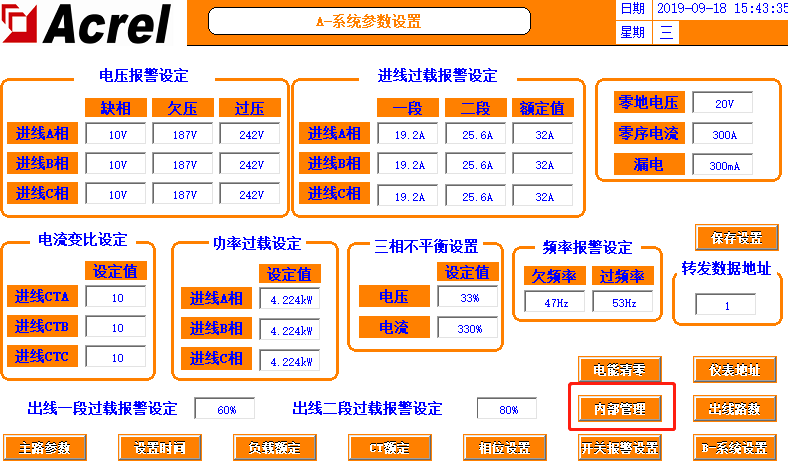 Acrel
A-系统参数设置
日期 2019-09-18 15:43:35
星期 三
电压报警设定
缺相 欠压 过压
进线A相 10V 187V 242V
进线B相 10V 187V 242V
进线C相 10V 187V 242V
进线过载报警设定
一段 二段 额定值
进线A相 19.2A 25.6A 32A
进线B相 19.2A 25.6A 32A
进线C相 19.2A 25.6A 32A
零地电压 20V
零序电流 300A
漏电 300mA
保存设置
电流变比设定
设定值
进线CTA 10
进线CTB 10
进线CTC 10
功率过载设定
设定值
进线A相 4.224kW
进线B相 4.224kW
进线C相 4.224kW
三相不平衡设置
设定值
电压 33%
电流 330%
频率报警设定
欠频率 过频率
47Hz 53Hz
转发数据地址
1
电能清零 仪表地址
出线一段过载报警设定 60% 出线二段过载报警设定 80% 内部管理 出线路数
主路参数 设置时间 负载额定 CT额定 相位设置 开关报警设置 B-系统设置